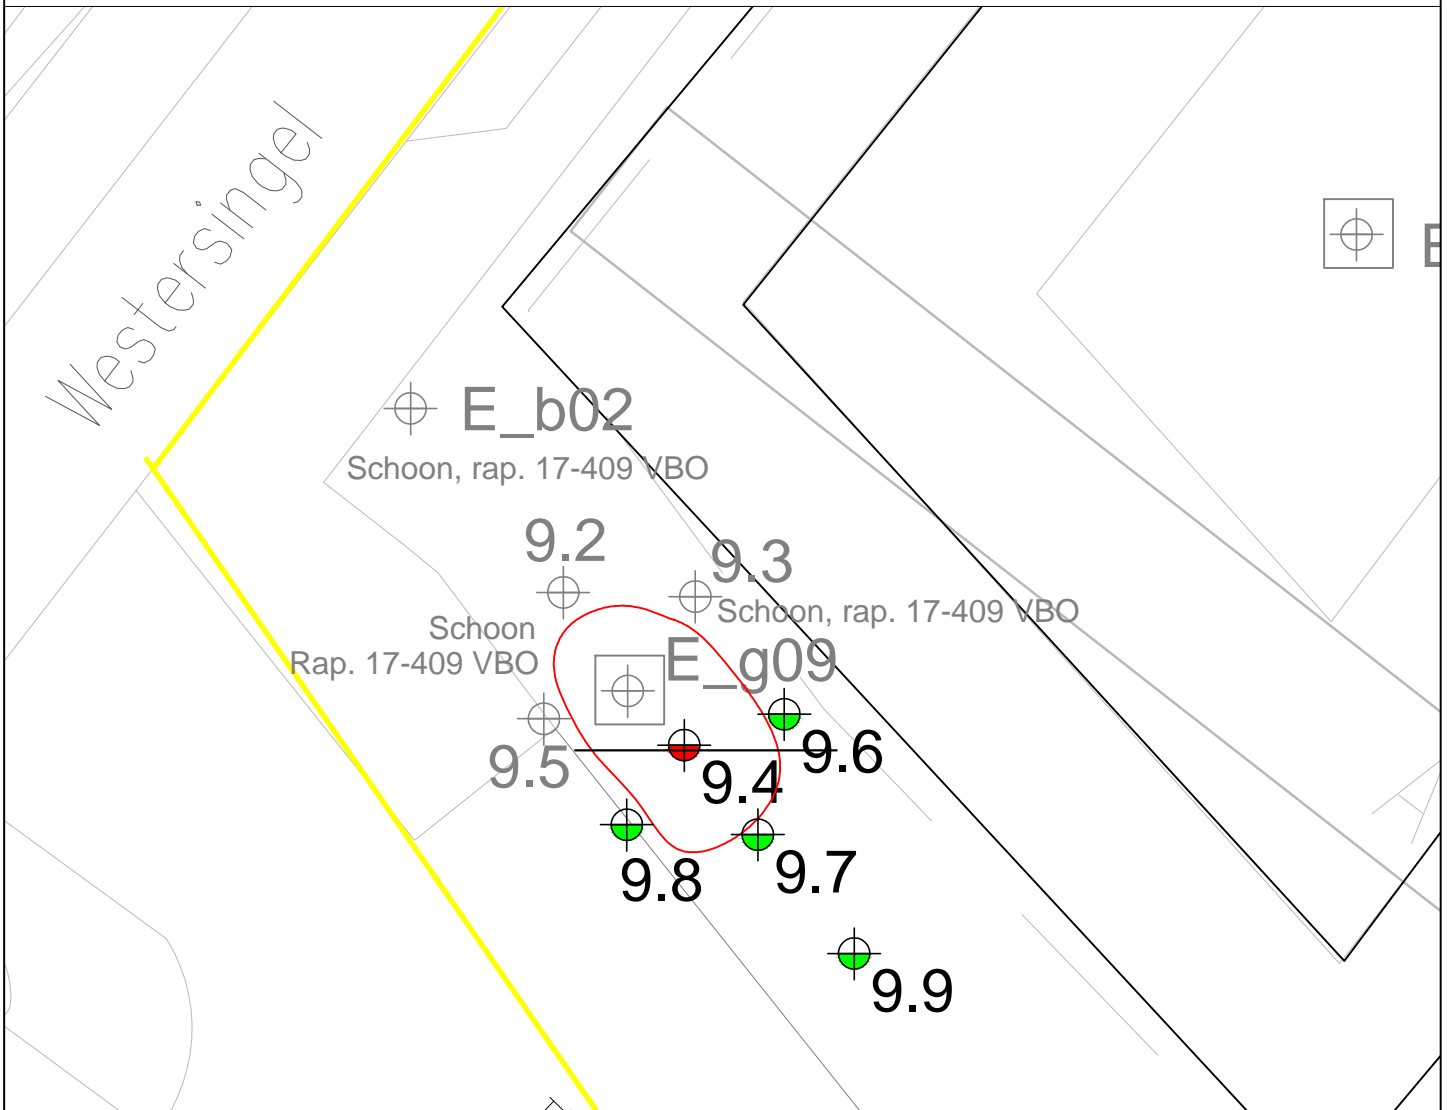 Westersingel
E_b02
Schoon, rap. 17-409 VBO
9.2
9.3
Schoon, rap. 17-409 VBO
Schoon
Rap. 17-409 VBO
E_g09
9.5
9.6
9.4
9.8
9.7
9.9